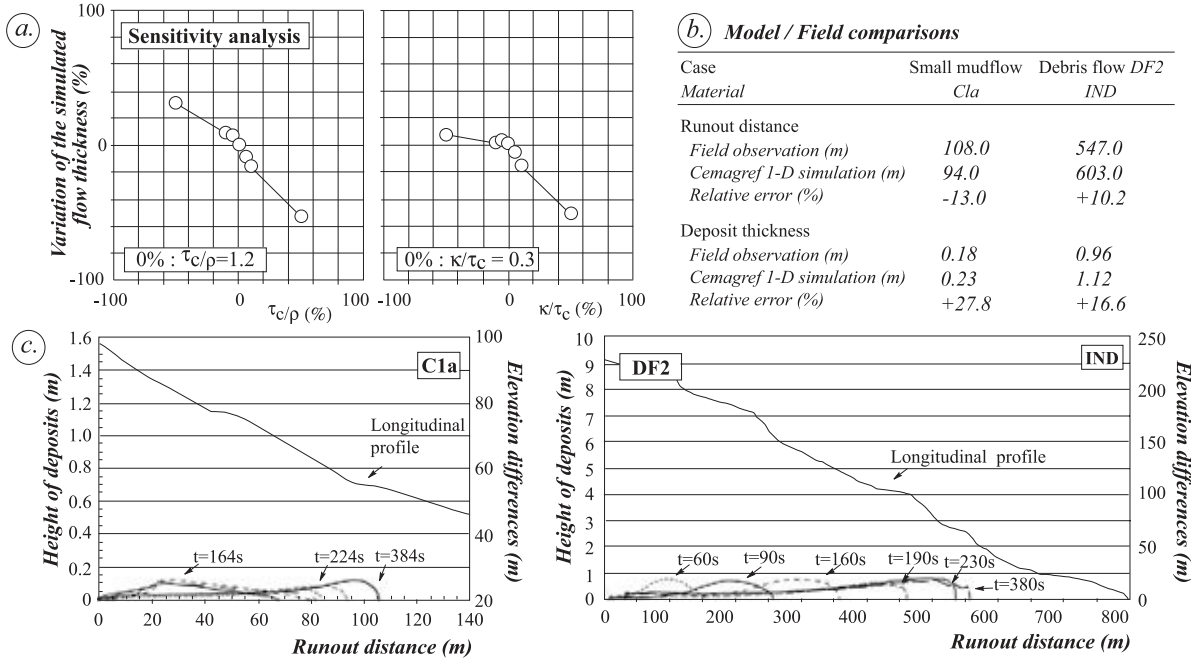 a.
Sensitivity analysis
Variation of the simulated
flow thickness (%)
100
0
-100
0% : τc/ρ=1.2
-100
0
100
τc/ρ (%)
0% : κ/τc = 0.3
-100
0
100
κ/τc (%)
b. Model / Field comparisons
Case Small mudflow Debris flow DF2
Material Cla IND
Runout distance
Field observation (m) 108.0 547.0
Cemagref 1-D simulation (m) 94.0 603.0
Relative error (%) -13.0 +10.2
Deposit thickness
Field observation (m) 0.18 0.96
Cemagref 1-D simulation (m) 0.23 1.12
Relative error (%) +27.8 +16.6
c.
Height of deposits (m)
1.6
1.4
1.2
1.0
0.8
0.6
0.4
0.2
0
C1a
Longitudinal
profile
t=164s
t=224s
t=384s
100
80
60
40
20
Elevation differences (m)
0 20 40 60 80 100 120 140
Runout distance (m)
Height of deposits (m)
10
9
8
7
6
5
4
3
2
1
0
DF2
IND
Longitudinal profile
t=60s
t=90s
t=160s
t=190s
t=230s
t=380s
250
200
150
100
50
0
Elevation differences (m)
0 100 200 300 400 500 600 700 800
Runout distance (m)